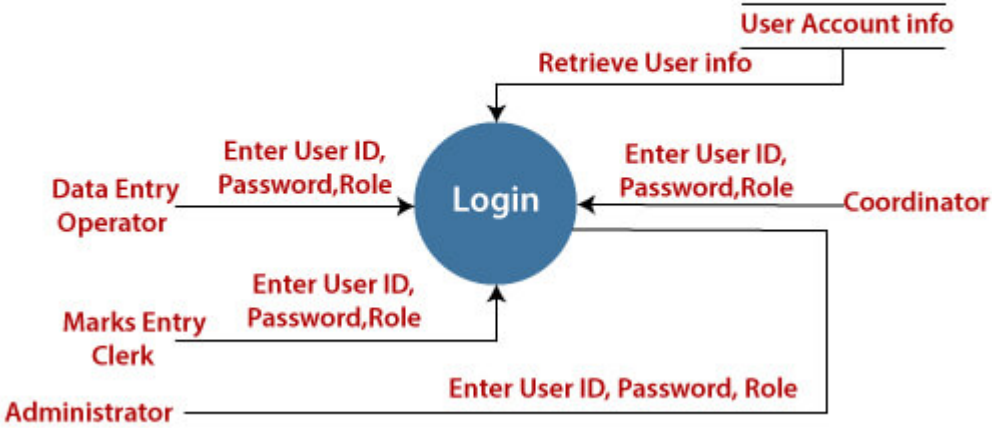 User Account info
Retrieve User info
Enter User ID,
Password,Role
Data Entry
Operator
Login
Enter User ID,
Password,Role
Coordinator
Enter User ID,
Password,Role
Marks Entry
Clerk
Enter User ID, Password, Role
Administrator